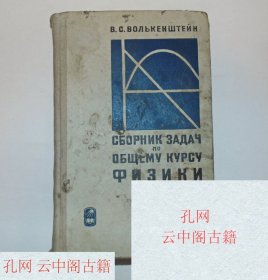 В. С. ВОЛЬКЕНШТЕЙН
СБОРНИК ЗАДАЧ
ПО
ОБЩЕМУ КУРСУ
ФИЗИКИ
孔网
云中阁古籍
孔网
云中阁古籍